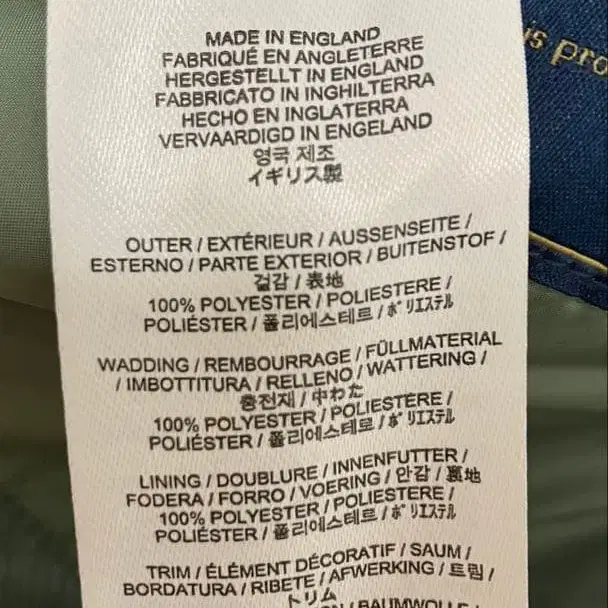 MADE IN ENGLAND
FABRIQUÉ EN ANGLETERRE
HERGESTELLT IN ENGLAND
FABBRICATO IN INGHILTERRA
HECHO EN INGLATERRA
VERVAARDIGD IN ENGELAND
영국 제조
イギリス製
OUTER / EXTÉRIEUR / AUSSENSEITE /
ESTERNO / PARTE EXTERIOR / BUITENSTOF /
겉감 / 表地
100% POLYESTER / POLIESTERE /
POLIÉSTER / 폴리에스테르 / ポリエステル
WADDING / REMBOURRAGE / FÜLLMATERIAL
/ IMBOTTITURA / RELLENO / WATTERING /
충전재 / 中わた
100% POLYESTER / POLIESTERE /
POLIÉSTER / 폴리에스테르 / ポリエステル
LINING / DOUBLURE / INNENFUTTER /
FODERA / FORRO / VOERING / 안감 / 裏地
100% POLYESTER / POLIESTERE /
POLIÉSTER / 폴리에스테르 / ポリエステル
TRIM / ÉLÉMENT DÉCORATIF / SAUM /
BORDATURA / RIBETE / AFWERKING / 트림 /
トリム
/ BAUMWOLLE /
is pro